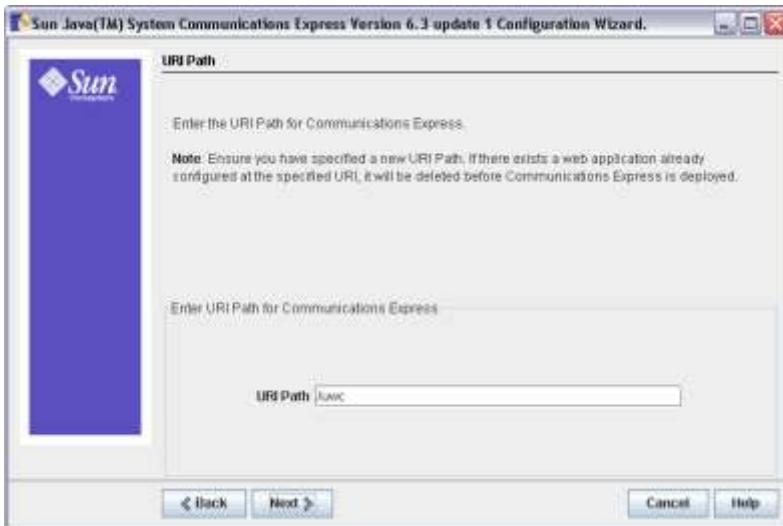 Sun Java(TM) System Communications Express Version 6.3 update 1 Configuration Wizard.
Sun
URI Path
Enter the URI Path for Communications Express.
Note: Ensure you have specified a new URI Path. If there exists a web application already
configured at the specified URI, it will be deleted before Communications Express is deployed.
Enter URI Path for Communications Express
URI Path /uwc
Back Next Cancel Help